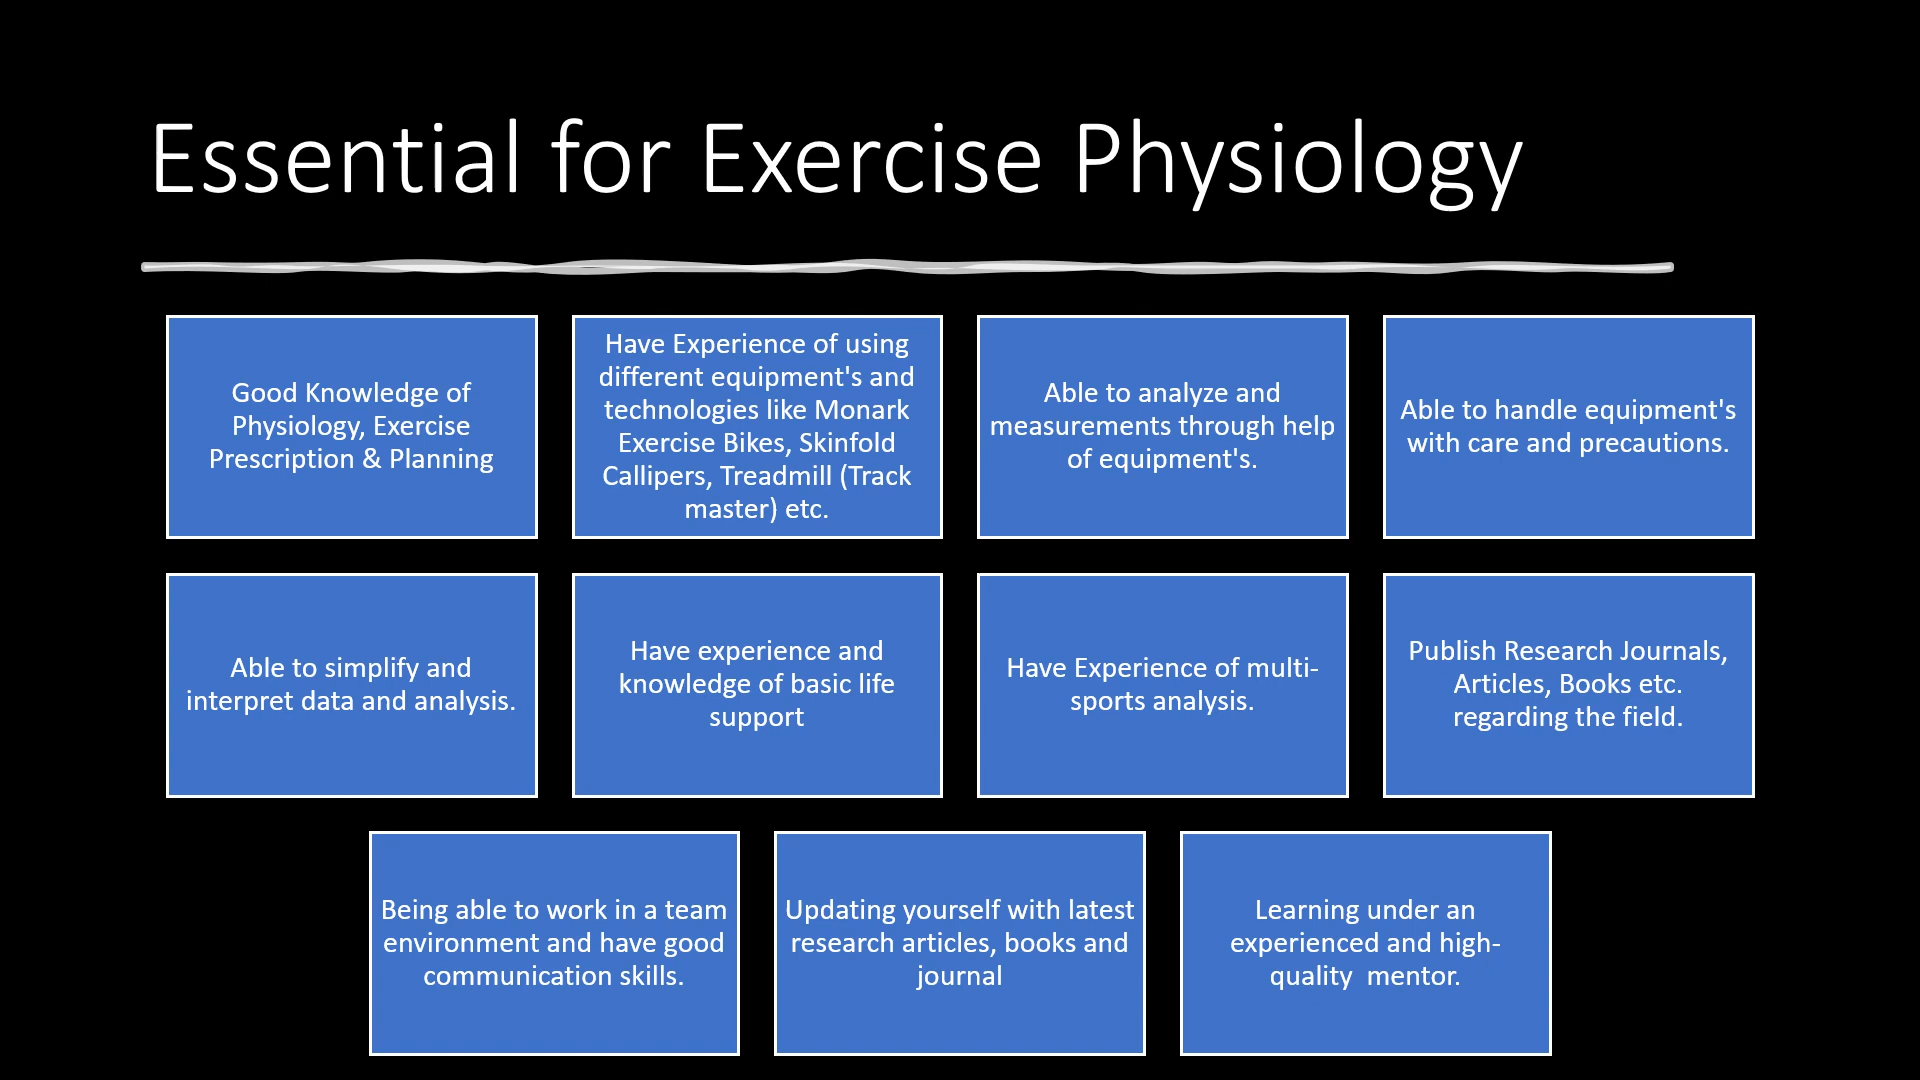 Essential for Exercise Physiology
Good Knowledge of
Physiology, Exercise
Prescription & Planning
Have Experience of using
different equipment's and
technologies like Monark
Exercise Bikes, Skinfold
Callipers, Treadmill (Track
master) etc.
Able to analyze and
measurements through help
of equipment's.
Able to handle equipment's
with care and precautions.
Able to simplify and
interpret data and analysis.
Have experience and
knowledge of basic life
support
Have Experience of multi-
sports analysis.
Publish Research Journals,
Articles, Books etc.
regarding the field.
Being able to work in a team
environment and have good
communication skills.
Updating yourself with latest
research articles, books and
journal
Learning under an
experienced and high-
quality  mentor.